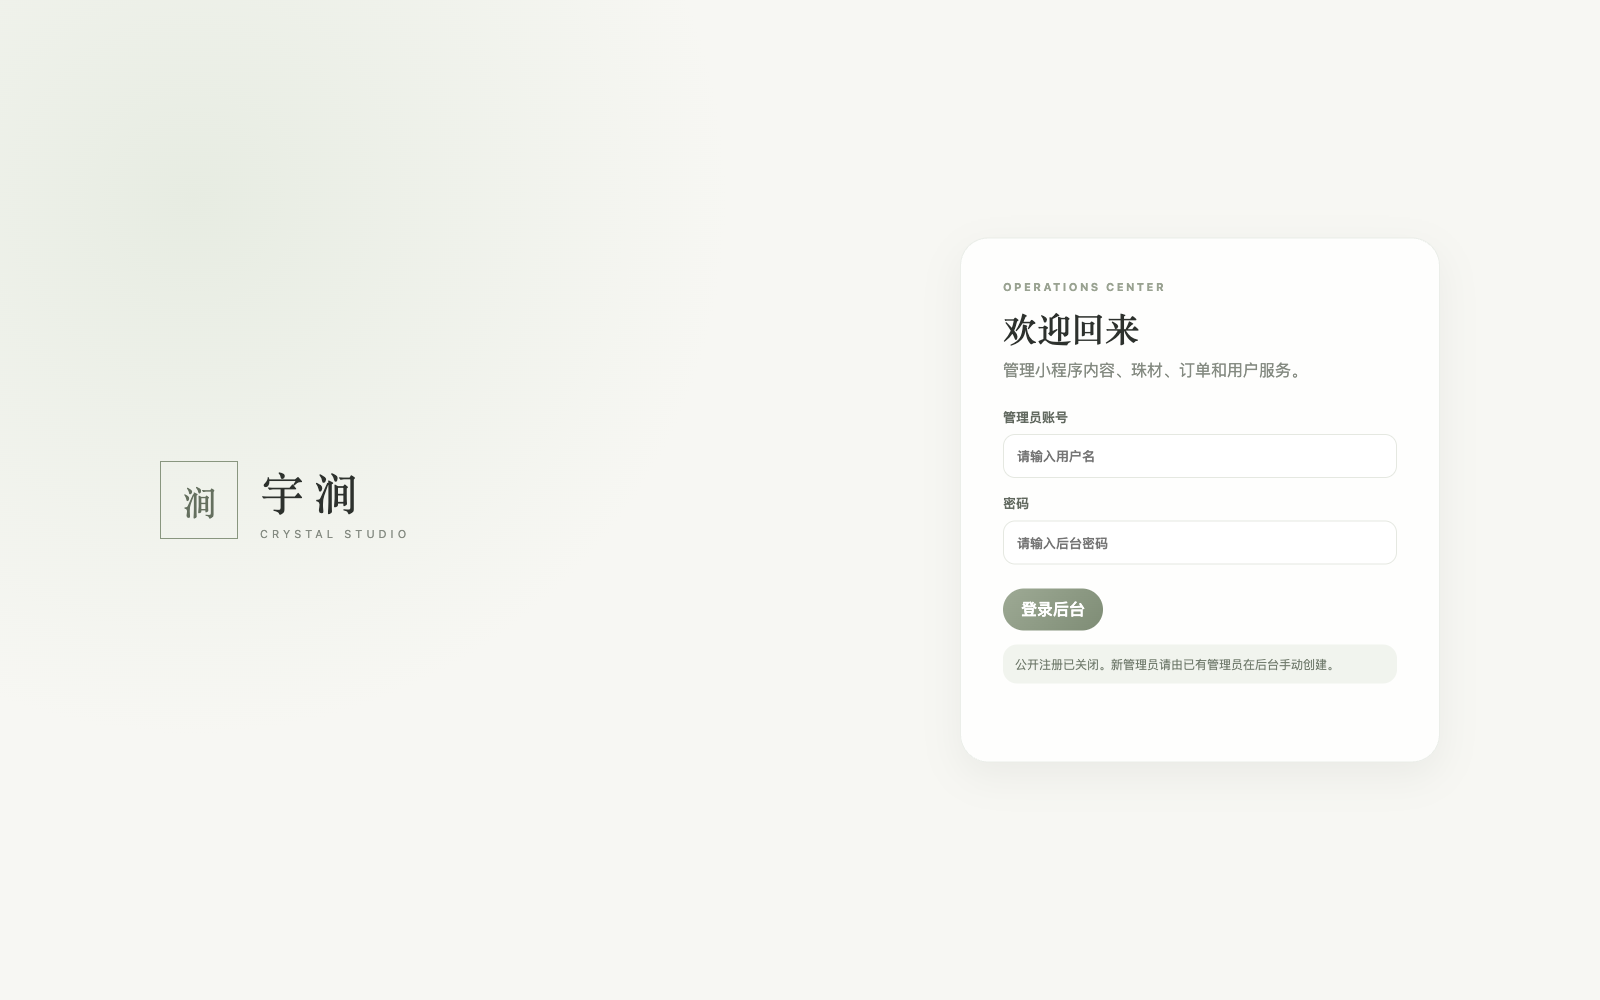 涧
宇涧
CRYSTAL STUDIO
OPERATIONS CENTER
欢迎回来
管理小程序内容、珠材、订单和用户服务。
管理员账号
请输入用户名
密码
请输入后台密码
登录后台
公开注册已关闭。新管理员请由已有管理员在后台手动创建。